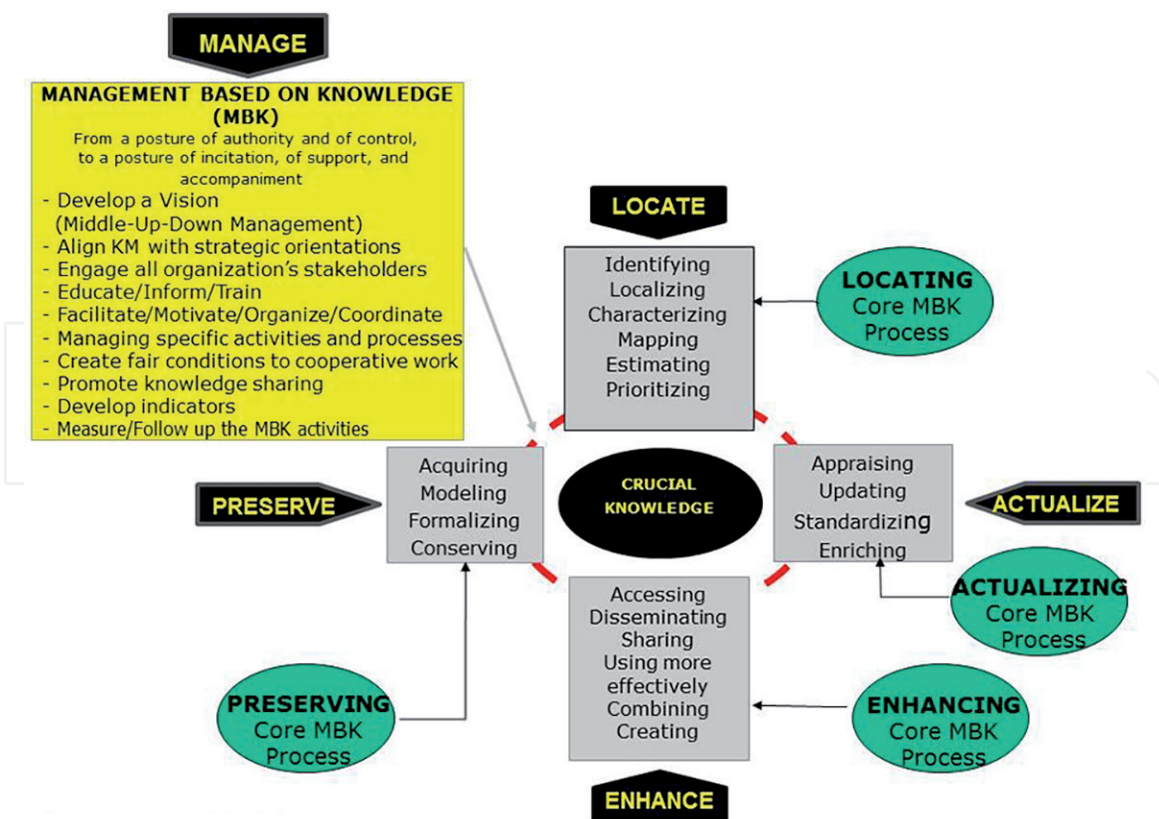 MANAGE
MANAGEMENT BASED ON KNOWLEDGE
(MBK)
From a posture of authority and of control,
to a posture of incitation, of support, and
accompaniment
- Develop a Vision
(Middle-Up-Down Management)
- Align KM with strategic orientations
- Engage all organization's stakeholders
- Educate/Inform/Train
- Facilitate/Motivate/Organize/Coordinate
- Managing specific activities and processes
- Create fair conditions to cooperative work
- Promote knowledge sharing
- Develop indicators
- Measure/Follow up the MBK activities
LOCATE
Identifying
Localizing
Characterizing
Mapping
Estimating
Prioritizing
LOCATING
Core MBK
Process
PRESERVE
Acquiring
Modeling
Formalizing
Conserving
CRUCIAL
KNOWLEDGE
Appraising
Updating
Standardizing
Enriching
ACTUALIZE
ACTUALIZING
Core MBK
Process
Accessing
Disseminating
Sharing
Using more
effectively
Combining
Creating
PRESERVING
Core MBK
Process
ENHANCING
Core MBK
Process
ENHANCE